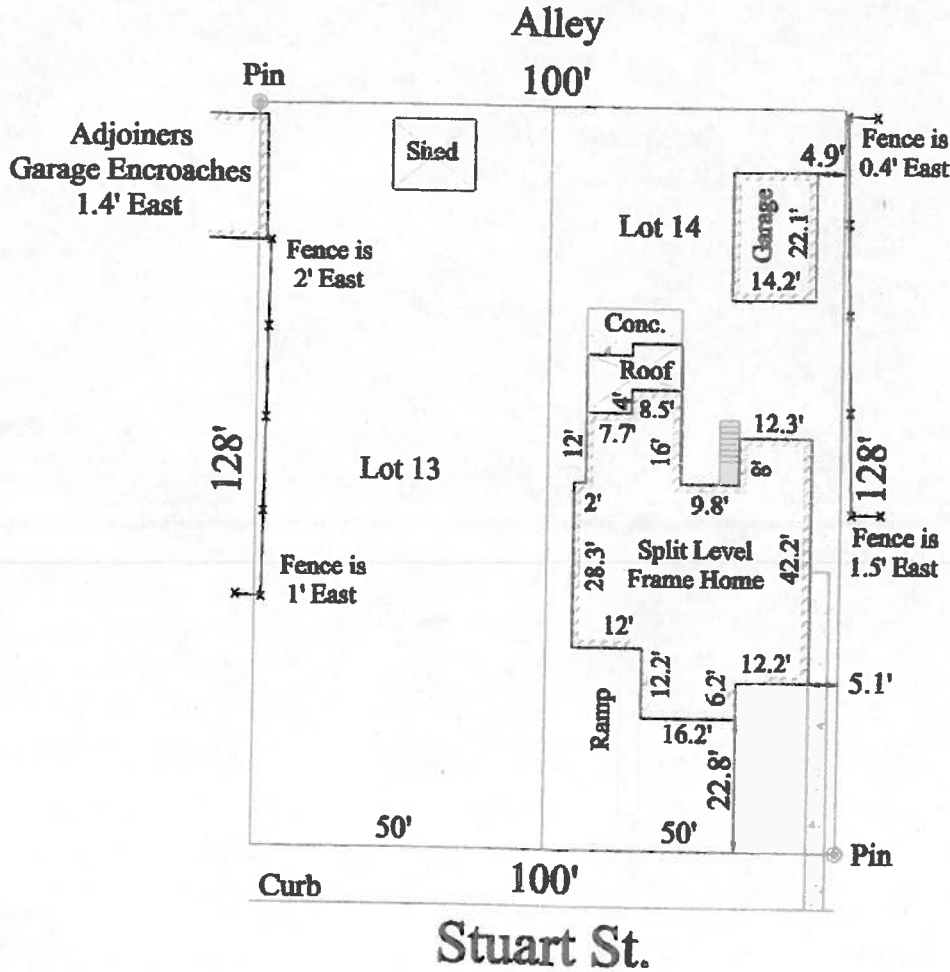 Alley
Pin
100'
Adjoiners
Garage Encroaches
1.4' East
Shed
4.9'
Fence is
0.4' East
Lot 14
Garage
22.1'
14.2'
Fence is
2' East
Conc.
Roof
4'
8.5'
7.7'
12'
16'
12.3'
8'
9.8'
128'
Lot 13
2'
128'
Fence is
1.5' East
Split Level
Frame Home
28.3'
42.2'
Fence is
1' East
12'
12.2'
6.2'
12.2'
5.1'
Ramp
16.2'
22.8'
50'
50'
Pin
Curb
100'
Stuart St.